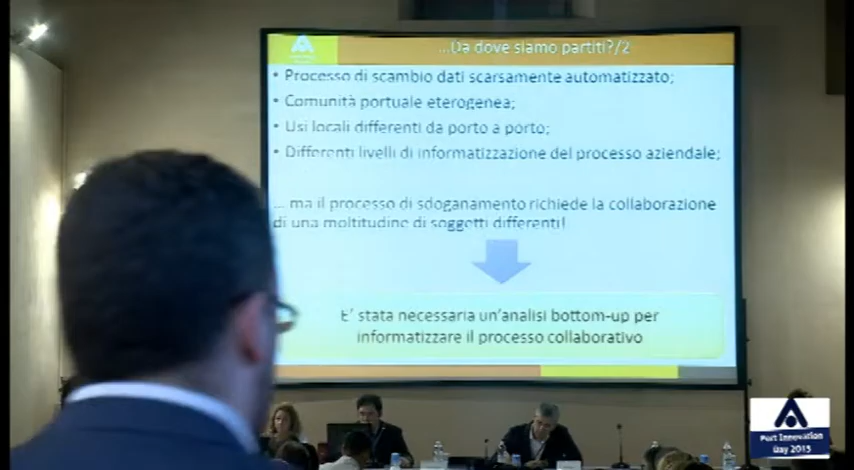 ...Da dove siamo partiti?/2
• Processo di scambio dati scarsamente automatizzato;
• Comunità portuale eterogenea;
• Usi locali differenti da porto a porto;
• Differenti livelli di informatizzazione del processo aziendale;
... ma il processo di sdoganamento richiede la collaborazione
di una moltitudine di soggetti differenti!
E' stata necessaria un'analisi bottom-up per
informatizzare il processo collaborativo
Port Innovation
Day 2015